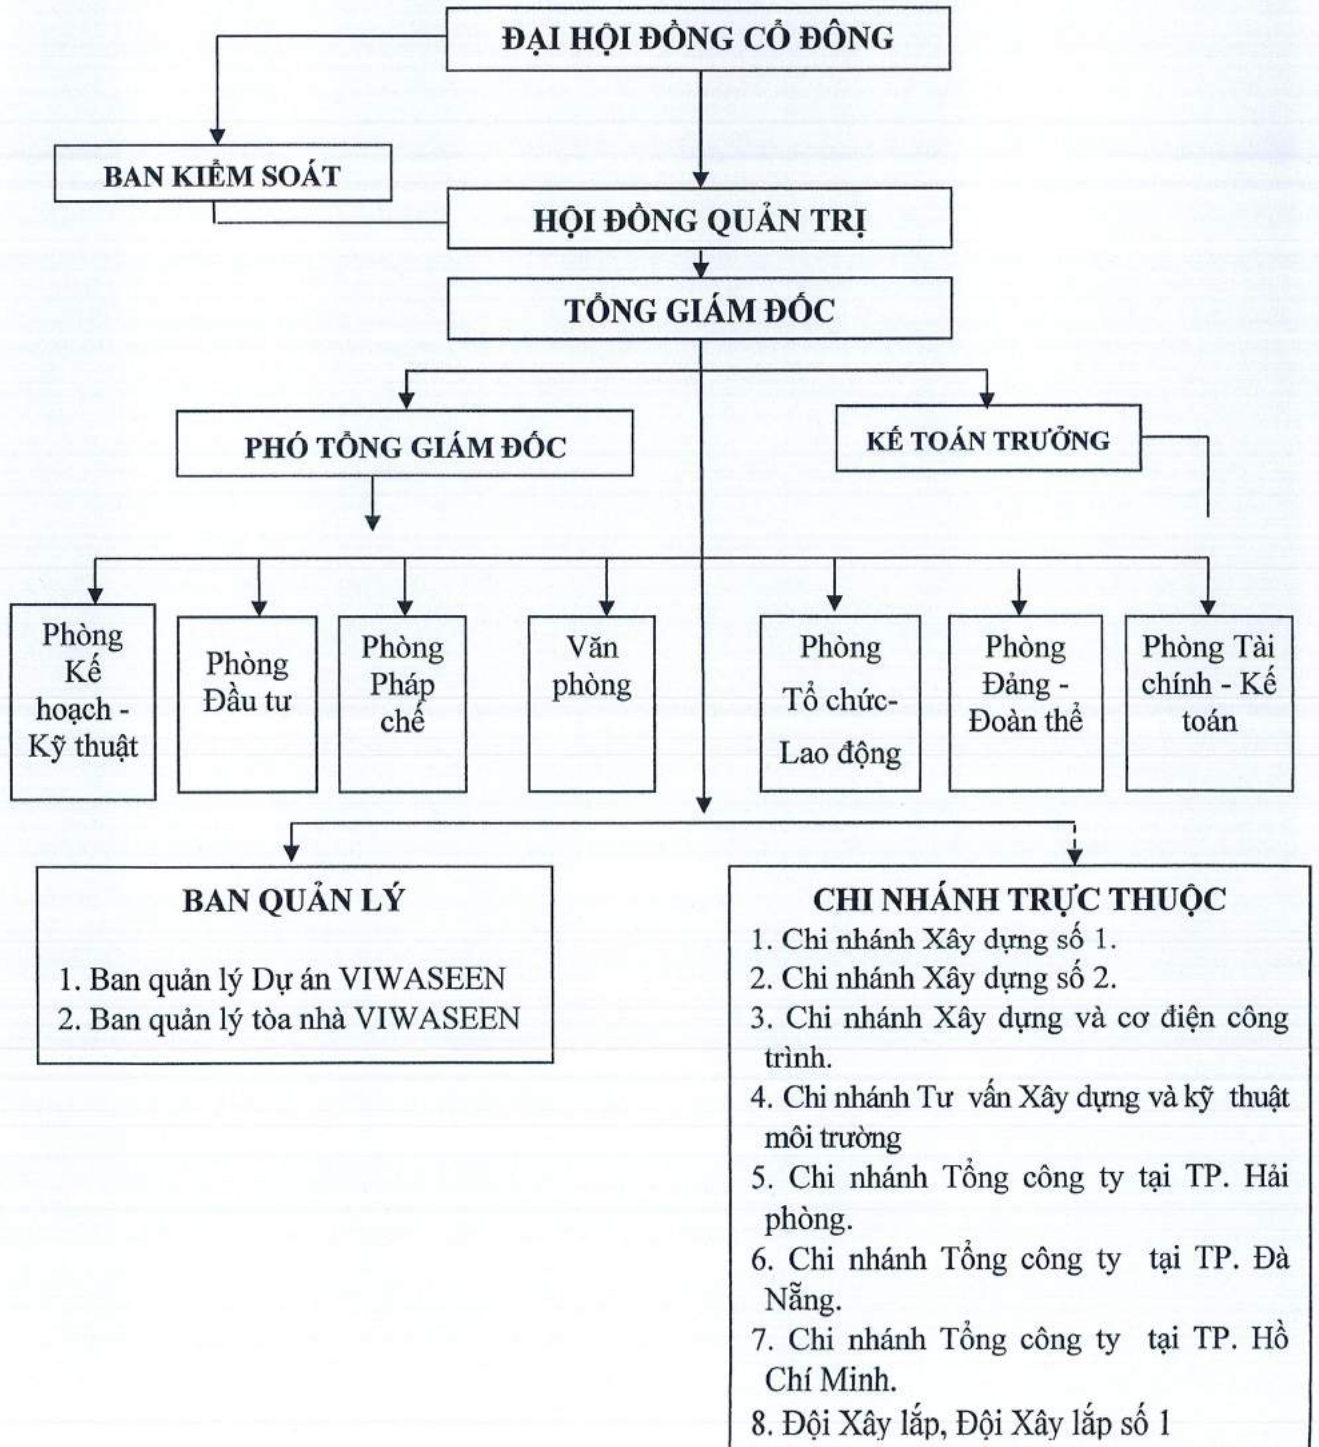 ĐẠI HỘI ĐỒNG CỔ ĐÔNG
BAN KIỂM SOÁT
HỘI ĐỒNG QUẢN TRỊ
TỔNG GIÁM ĐỐC
PHÓ TỔNG GIÁM ĐỐC
KẾ TOÁN TRƯỞNG
Phòng
Kế
hoạch -
Kỹ thuật
Phòng
Đầu tư
Phòng
Pháp
chế
Văn
phòng
Phòng
Tổ chức-
Lao động
Phòng
Đảng -
Đoàn thể
Phòng Tài
chính - Kế
toán
BAN QUẢN LÝ
1. Ban quản lý Dự án VIWASEEN
2. Ban quản lý tòa nhà VIWASEEN
CHI NHÁNH TRỰC THUỘC
1. Chi nhánh Xây dựng số 1.
2. Chi nhánh Xây dựng số 2.
3. Chi nhánh Xây dựng và cơ điện công
trình.
4. Chi nhánh Tư vấn Xây dựng và kỹ thuật
môi trường
5. Chi nhánh Tổng công ty tại TP. Hải
phòng.
6. Chi nhánh Tổng công ty tại TP. Đà
Nẵng.
7. Chi nhánh Tổng công ty tại TP. Hồ
Chí Minh.
8. Đội Xây lắp, Đội Xây lắp số 1